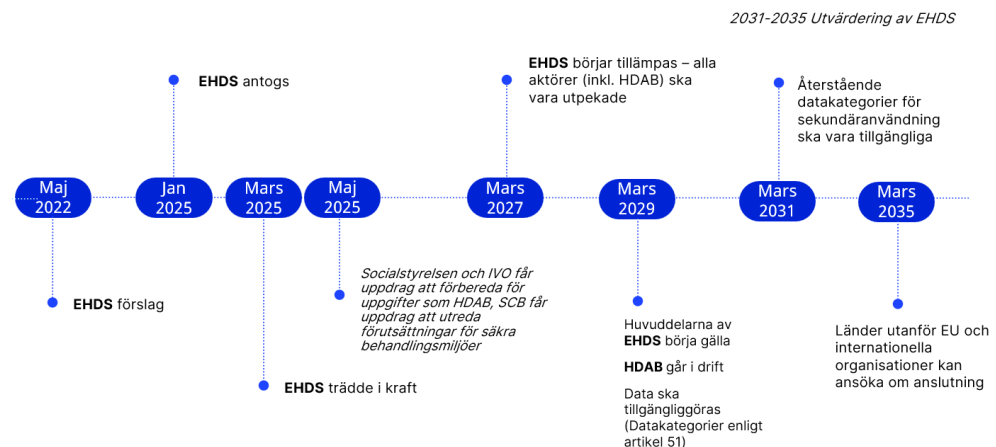 2031-2035 Utvärdering av EHDS
EHDS antogs
EHDS börjar tillämpas – alla
aktörer (inkl. HDAB) ska
vara utpekade
Återstående
datakategorier för
sekundäranvändning
ska vara tillgängliga
Maj
2022
Jan
2025
Mars
2025
Maj
2025
Mars
2027
Mars
2029
Mars
2031
Mars
2035
EHDS förslag
EHDS trädde i kraft
Socialstyrelsen och IVO får
uppdrag att förbereda för
uppgifter som HDAB, SCB får
uppdrag att utreda
förutsättningar för säkra
behandlingsmiljöer
Huvuddelarna av
EHDS börja gälla
HDAB går i drift
Data ska
tillgängliggöras
(Datakategorier enligt
artikel 51)
Länder utanför EU och
internationella
organisationer kan
ansöka om anslutning